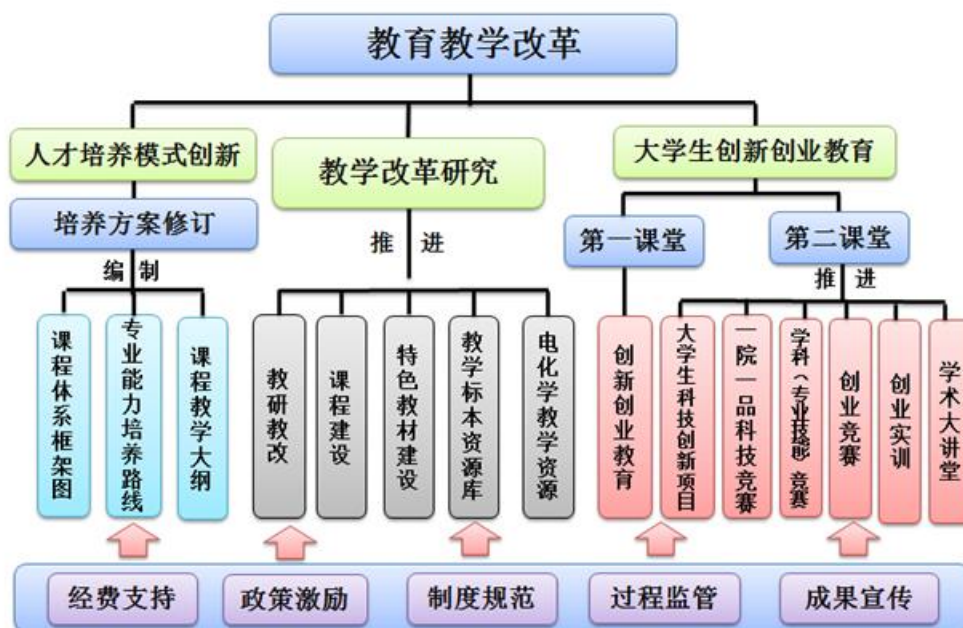 教育教学改革
人才培养模式创新
教学改革研究
大学生创新创业教育
培养方案修订
第一课堂
第二课堂
编制
推进
推进
课程体系框架图
专业能力培养路线
课程教学大纲
教研教改
课程建设
特色教材建设
教学标本资源库
电化学教学资源
创新创业教育
大学生科技创新项目
一院一品科技竞赛
学科（专业技能）竞赛
创业竞赛
创业实训
学术大讲堂
经费支持
政策激励
制度规范
过程监管
成果宣传